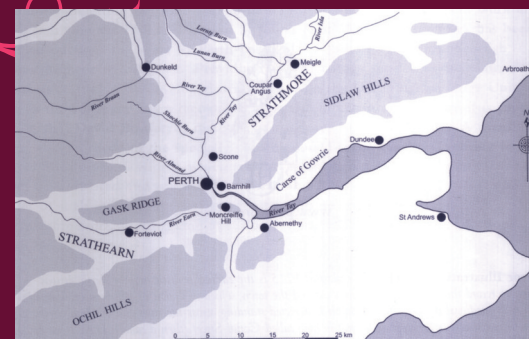 Lornty Burn
Lunan Burn
River Isla
Dunkeld
Meigle
Coupar
Angus
Arbroath
River Tay
River Braan
STRATHMORE
SIDLAW HILLS
River Tay
Shochie Burn
N
Dundee
Scone
River Almond
Carse of Gowrie
PERTH
Barnhill
GASK RIDGE
Moncreiffe
Hill
River Tay
St Andrews
River Earn
Abernethy
Forteviot
STRATHEARN
OCHIL HILLS
0 5 10 15 20 25 km